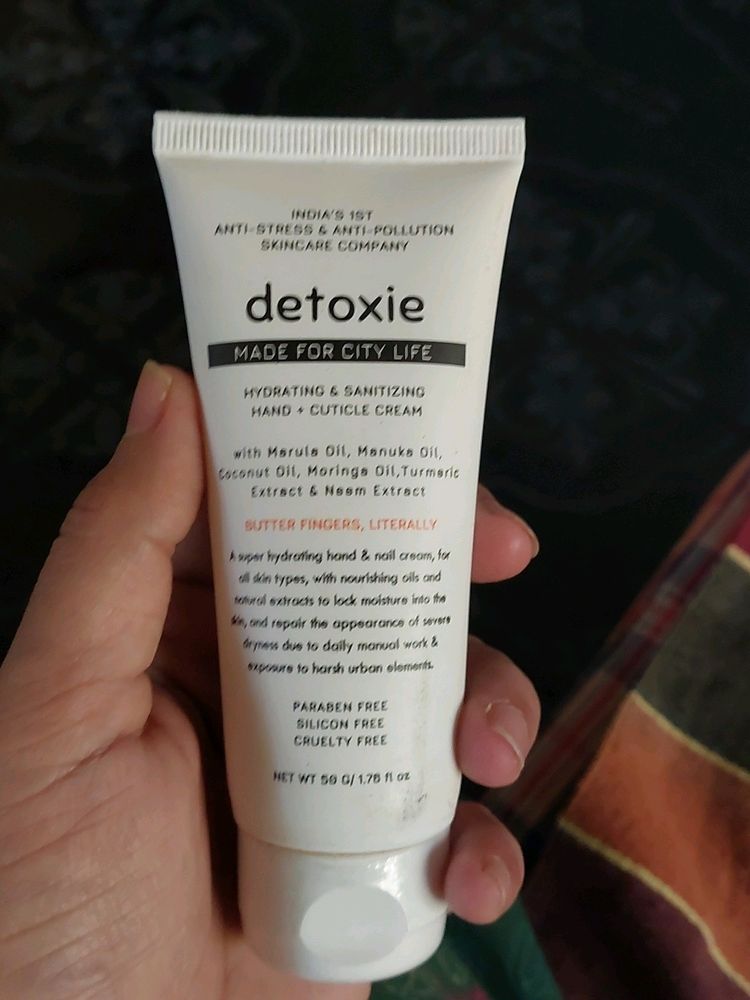 INDIA'S 1ST
ANTI-STRESS & ANTI-POLLUTION
SKINCARE COMPANY
detoxie
MADE FOR CITY LIFE
HYDRATING & SANITIZING
HAND + CUTICLE CREAM
with Marula Oil, Manuka Oil,
Coconut Oil, Moringa Oil,Turmeric
Extract & Neem Extract
BUTTER FINGERS, LITERALLY
A super hydrating hand & nail cream, for
all skin types, with nourishing oils and
natural extracts to lock moisture into the
skin, and repair the appearance of severe
dryness due to daily manual work &
exposure to harsh urban elements.
PARABEN FREE
SILICON FREE
CRUELTY FREE
NET WT 50 G/ 1.76 fl oz